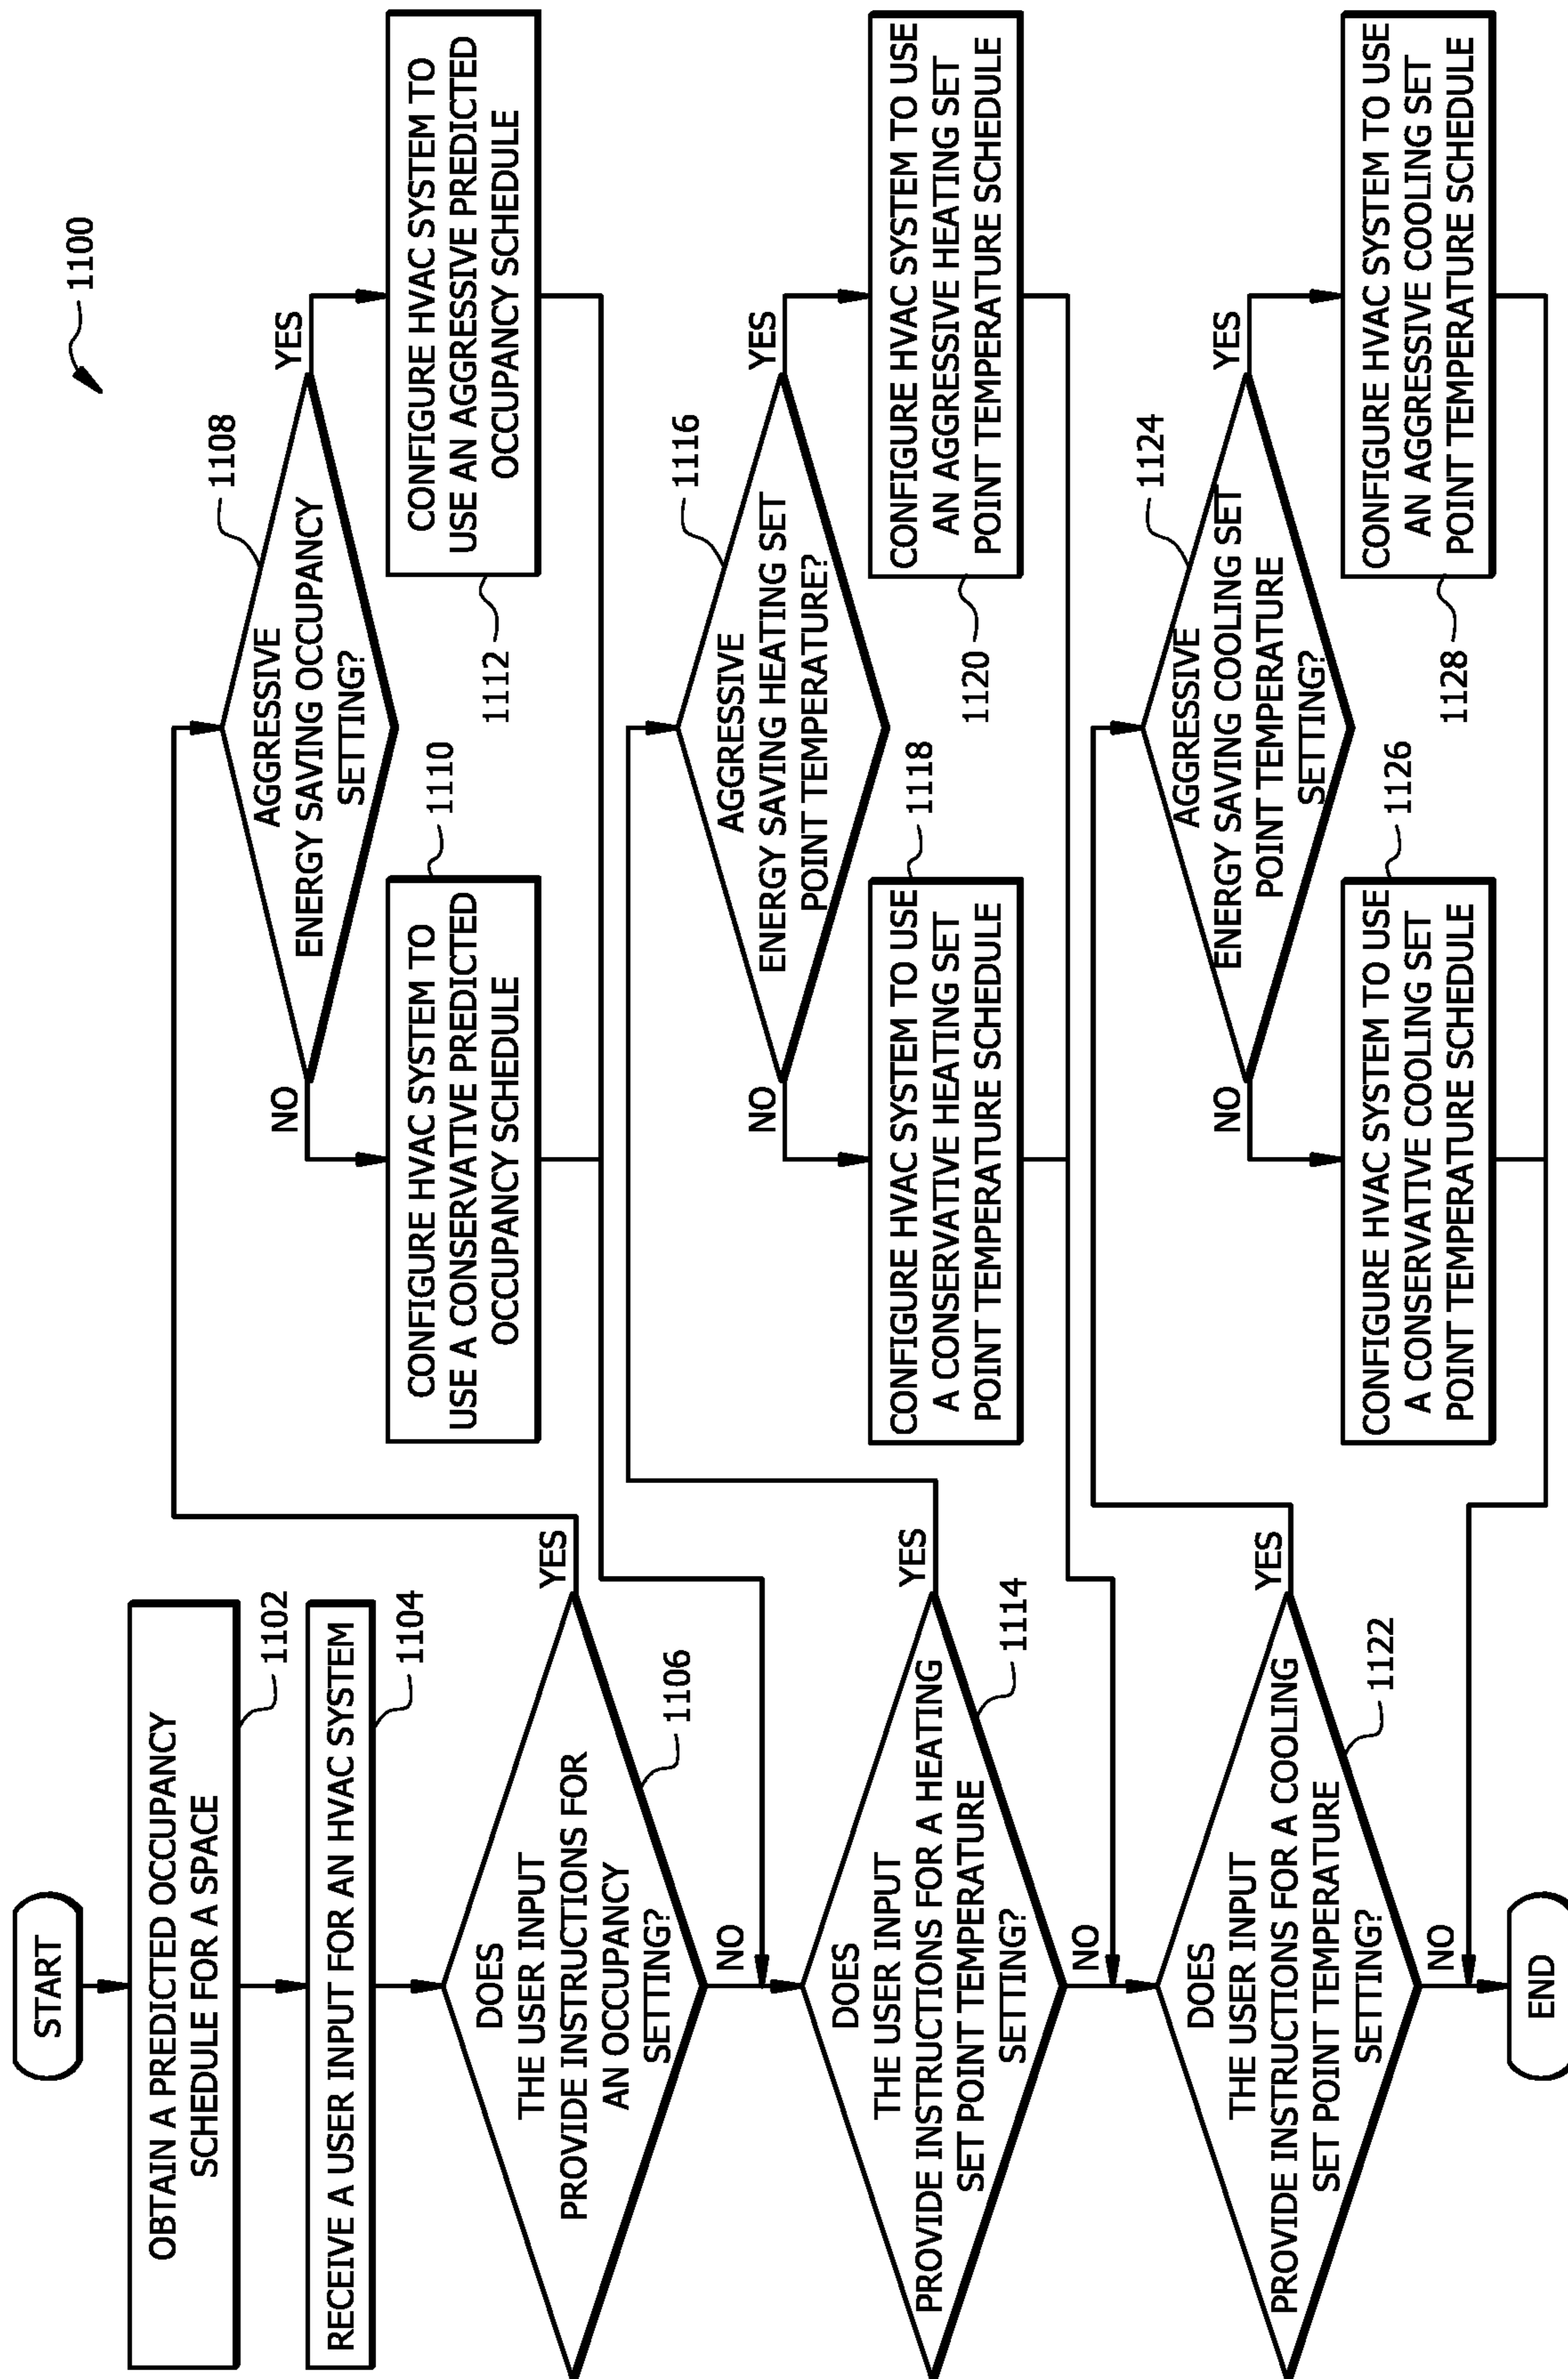 1100
START
OBTAIN A PREDICTED OCCUPANCY
SCHEDULE FOR A SPACE
1102
RECEIVE A USER INPUT FOR AN HVAC SYSTEM
1104
DOES
THE USER INPUT
PROVIDE INSTRUCTIONS FOR
AN OCCUPANCY
SETTING?
1106
YES
NO
AGGRESSIVE
ENERGY SAVING OCCUPANCY
SETTING?
1108
NO
YES
CONFIGURE HVAC SYSTEM TO
USE A CONSERVATIVE PREDICTED
OCCUPANCY SCHEDULE
1110
CONFIGURE HVAC SYSTEM TO
USE AN AGGRESSIVE PREDICTED
OCCUPANCY SCHEDULE
1112
DOES
THE USER INPUT
PROVIDE INSTRUCTIONS FOR A HEATING
SET POINT TEMPERATURE
SETTING?
1114
YES
NO
AGGRESSIVE
ENERGY SAVING HEATING SET
POINT TEMPERATURE?
1116
NO
YES
CONFIGURE HVAC SYSTEM TO USE
A CONSERVATIVE HEATING SET
POINT TEMPERATURE SCHEDULE
1118
CONFIGURE HVAC SYSTEM TO USE
AN AGGRESSIVE HEATING SET
POINT TEMPERATURE SCHEDULE
1120
DOES
THE USER INPUT
PROVIDE INSTRUCTIONS FOR A COOLING
SET POINT TEMPERATURE
SETTING?
1122
YES
NO
AGGRESSIVE
ENERGY SAVING COOLING SET
POINT TEMPERATURE
SETTING?
1124
NO
YES
CONFIGURE HVAC SYSTEM TO USE
A CONSERVATIVE COOLING SET
POINT TEMPERATURE SCHEDULE
1126
CONFIGURE HVAC SYSTEM TO USE
AN AGGRESSIVE COOLING SET
POINT TEMPERATURE SCHEDULE
1128
END